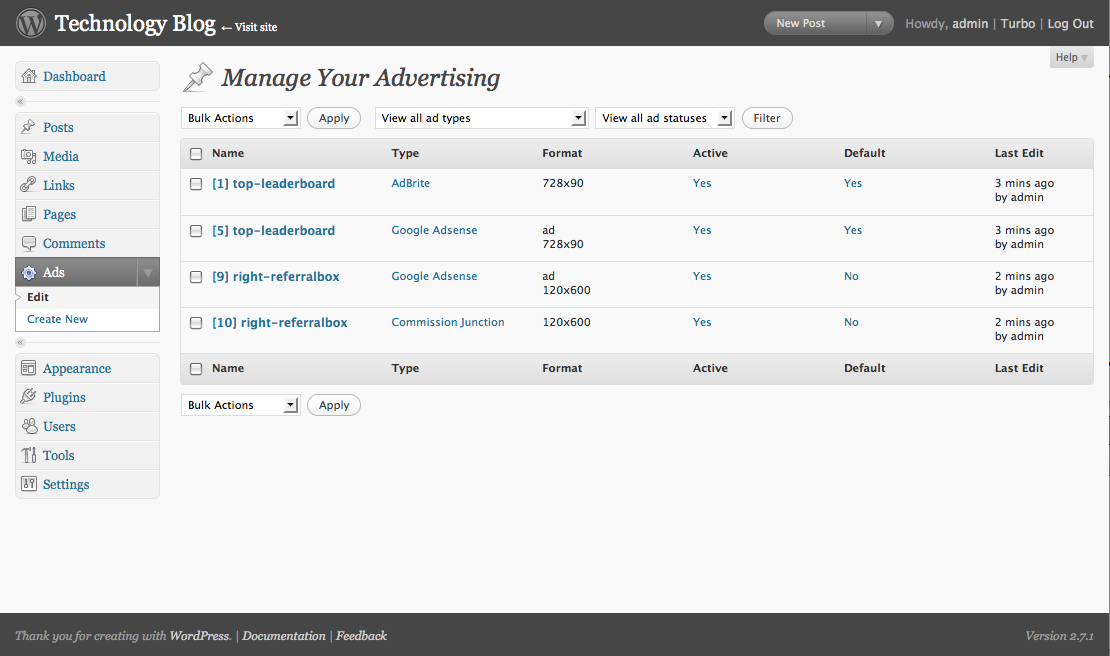 Technology Blog ← Visit site
New Post
Howdy, admin | Turbo | Log Out
Help
Dashboard
Posts
Media
Links
Pages
Comments
Ads
Edit
Create New
Appearance
Plugins
Users
Tools
Settings
Manage Your Advertising
Bulk Actions Apply View all ad types View all ad statuses Filter
Name Type Format Active Default Last Edit
[1] top-leaderboard AdBrite 728x90 Yes Yes 3 mins ago
by admin
[5] top-leaderboard Google Adsense ad Yes Yes 3 mins ago
728x90 by admin
[9] right-referralbox Google Adsense ad Yes No 2 mins ago
120x600 by admin
[10] right-referralbox Commission Junction 120x600 Yes No 2 mins ago
by admin
Name Type Format Active Default Last Edit
Bulk Actions Apply
Thank you for creating with WordPress. | Documentation | Feedback
Version 2.7.1